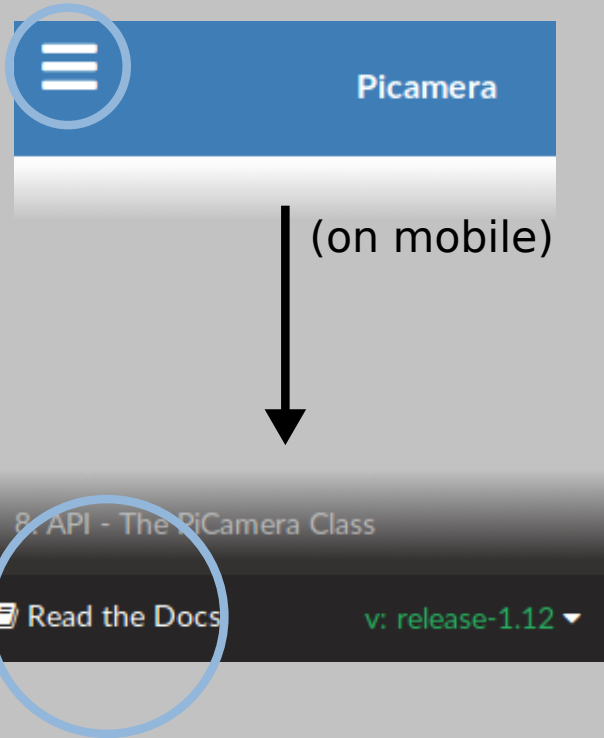 Picamera
(on mobile)
8. API - The PiCamera Class
Read the Docs
v: release-1.12